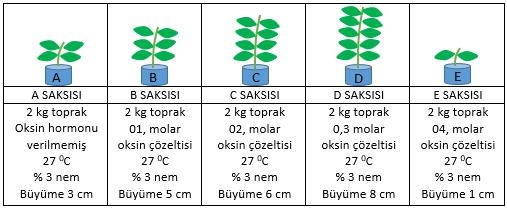 A B C D E
A SAKSISI B SAKSISI C SAKSISI D SAKSISI E SAKSISI
2 kg toprak 2 kg toprak 2 kg toprak 2 kg toprak 2 kg toprak
Oksin hormonu 01, molar 02, molar 0,3 molar 04, molar
verilmemiş oksin çözeltisi oksin çözeltisi oksin çözeltisi oksin çözeltisi
27 ⁰C 27 ⁰C 27 ⁰C 27 ⁰C 27 ⁰C
% 3 nem % 3 nem % 3 nem % 3 nem % 3 nem
Büyüme 3 cm Büyüme 5 cm Büyüme 6 cm Büyüme 8 cm Büyüme 1 cm